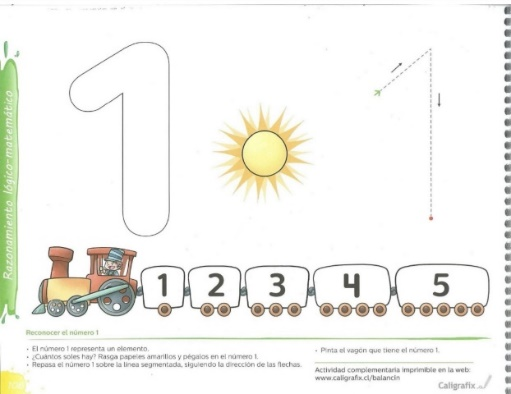 Razonamiento lógico-matemático
1
1 2 3 4 5
Reconocer el número 1
• El número 1 representa un elemento.
• ¿Cuántos soles hay? Rasga papeles amarillos y pégalos en el número 1.
• Repasa el número 1 sobre la línea segmentada, siguiendo la dirección de las flechas.
• Pinta el vagón que tiene el número 1.
Actividad complementaria imprimible en la web:
www.caligrafix.cl/balancin
Caligrafix